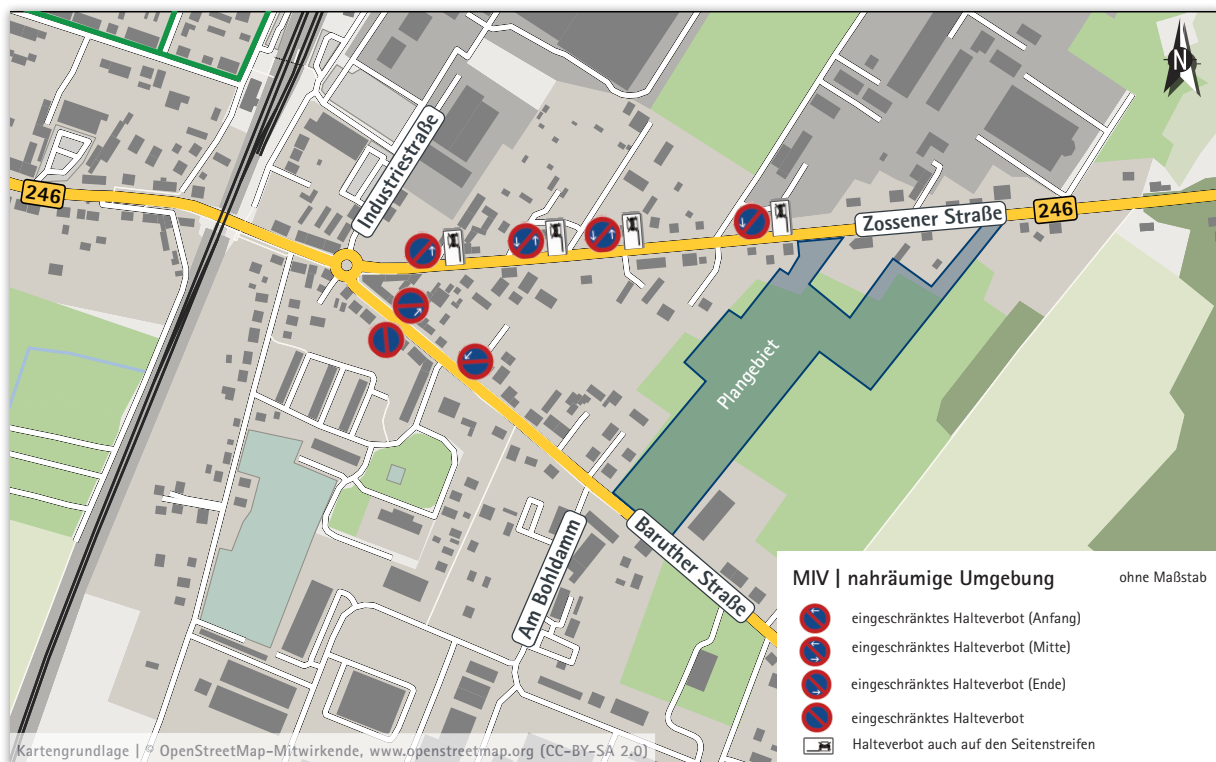 N
246
Industriestraße
Zossener Straße
246
Plangebiet
Baruther Straße
Am Bohldamm
MIV | nahräumige Umgebung
ohne Maßstab
eingeschränktes Halteverbot (Anfang)
eingeschränktes Halteverbot (Mitte)
eingeschränktes Halteverbot (Ende)
eingeschränktes Halteverbot
Halteverbot auch auf den Seitenstreifen
Kartengrundlage | © OpenStreetMap-Mitwirkende, www.openstreetmap.org (CC-BY-SA 2.0)